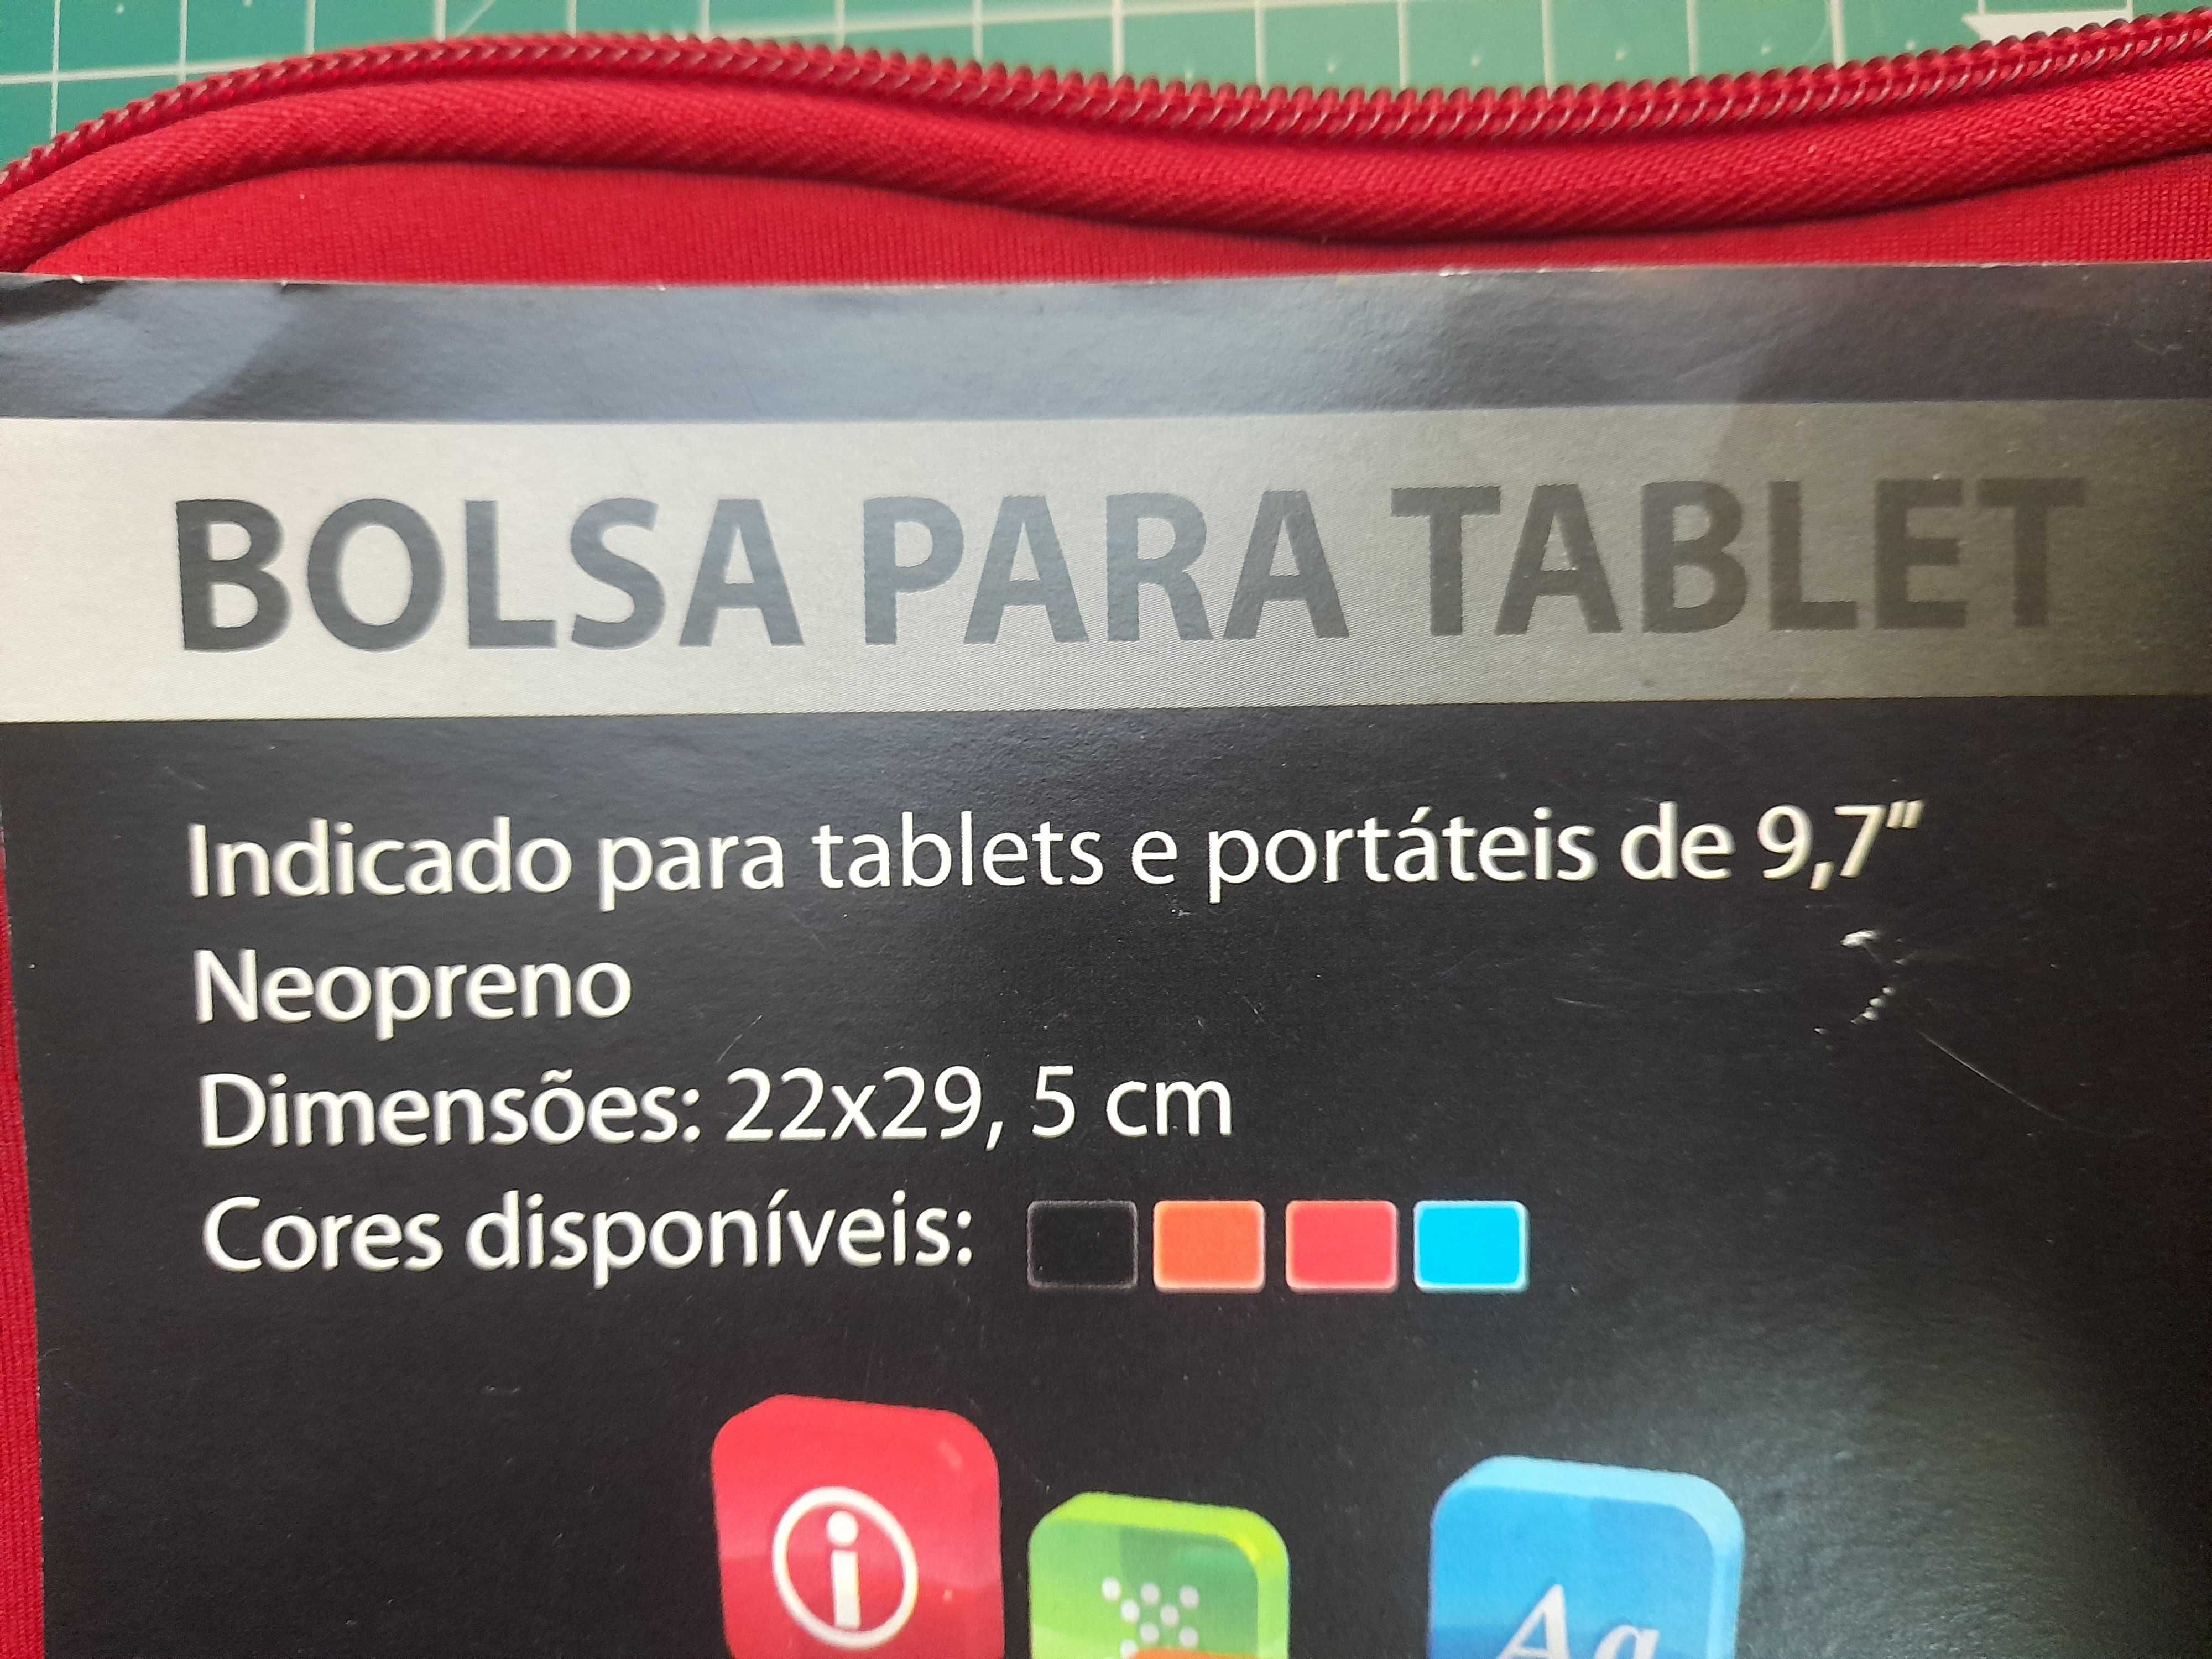 BOLSA PARA TABLET
Indicado para tablets e portáteis de 9,7"
Neopreno
Dimensões: 22x29, 5 cm
Cores disponíveis:
i
Aa